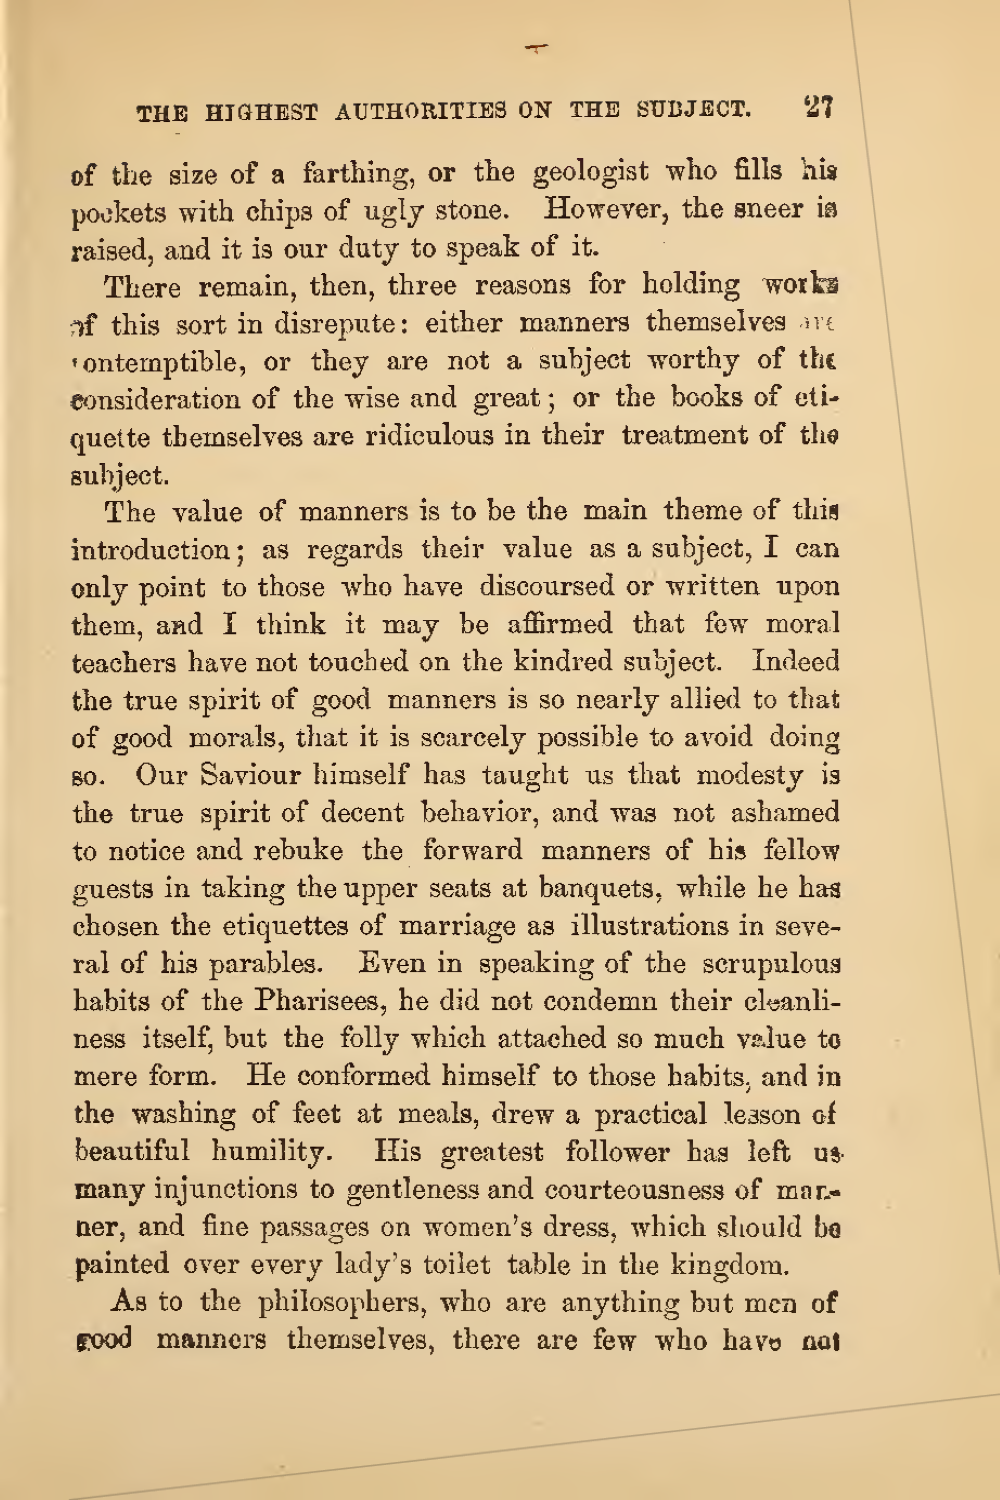 THE HIGHEST AUTHORITIES ON THE SUBJECT. 27
of the size of a farthing, or the geologist who fills his
pockets with chips of ugly stone. However, the sneer is
raised, and it is our duty to speak of it.
There remain, then, three reasons for holding works
of this sort in disrepute: either manners themselves are
contemptible, or they are not a subject worthy of the
consideration of the wise and great; or the books of eti-
quette themselves are ridiculous in their treatment of the
subject.
The value of manners is to be the main theme of this
introduction; as regards their value as a subject, I can
only point to those who have discoursed or written upon
them, and I think it may be affirmed that few moral
teachers have not touched on the kindred subject. Indeed
the true spirit of good manners is so nearly allied to that
of good morals, that it is scarcely possible to avoid doing
so. Our Saviour himself has taught us that modesty is
the true spirit of decent behavior, and was not ashamed
to notice and rebuke the forward manners of his fellow
guests in taking the upper seats at banquets, while he has
chosen the etiquettes of marriage as illustrations in seve-
ral of his parables. Even in speaking of the scrupulous
habits of the Pharisees, he did not condemn their cleanli-
ness itself, but the folly which attached so much value to
mere form. He conformed himself to those habits, and in
the washing of feet at meals, drew a practical lesson of
beautiful humility. His greatest follower has left us
many injunctions to gentleness and courteousness of man-
ner, and fine passages on women's dress, which should be
painted over every lady's toilet table in the kingdom.
As to the philosophers, who are anything but men of
good manners themselves, there are few who have not